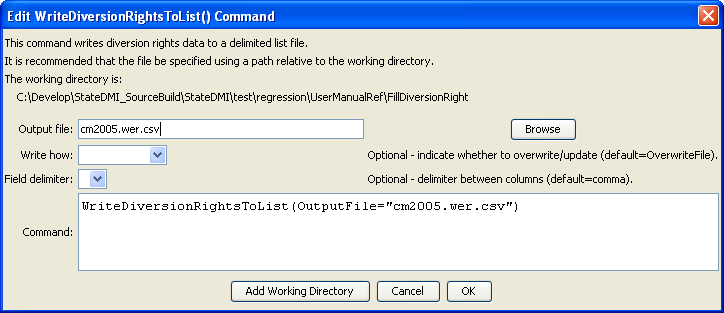 Edit WriteDiversionRightsToList() Command
This command writes diversion rights data to a delimited list file.
It is recommended that the file be specified using a path relative to the working directory.
The working directory is:
C:\Develop\StateDMI_SourceBuild\StateDMI\test\regression\UserManualRef\FillDiversionRight
Output file: cm2005.wer.csv Browse
Write how: Optional - indicate whether to overwrite/update (default=OverwriteFile).
Field delimiter: Optional - delimiter between columns (default=comma).
Command: WriteDiversionRightsToList(OutputFile="cm2005.wer.csv")
Add Working Directory Cancel OK